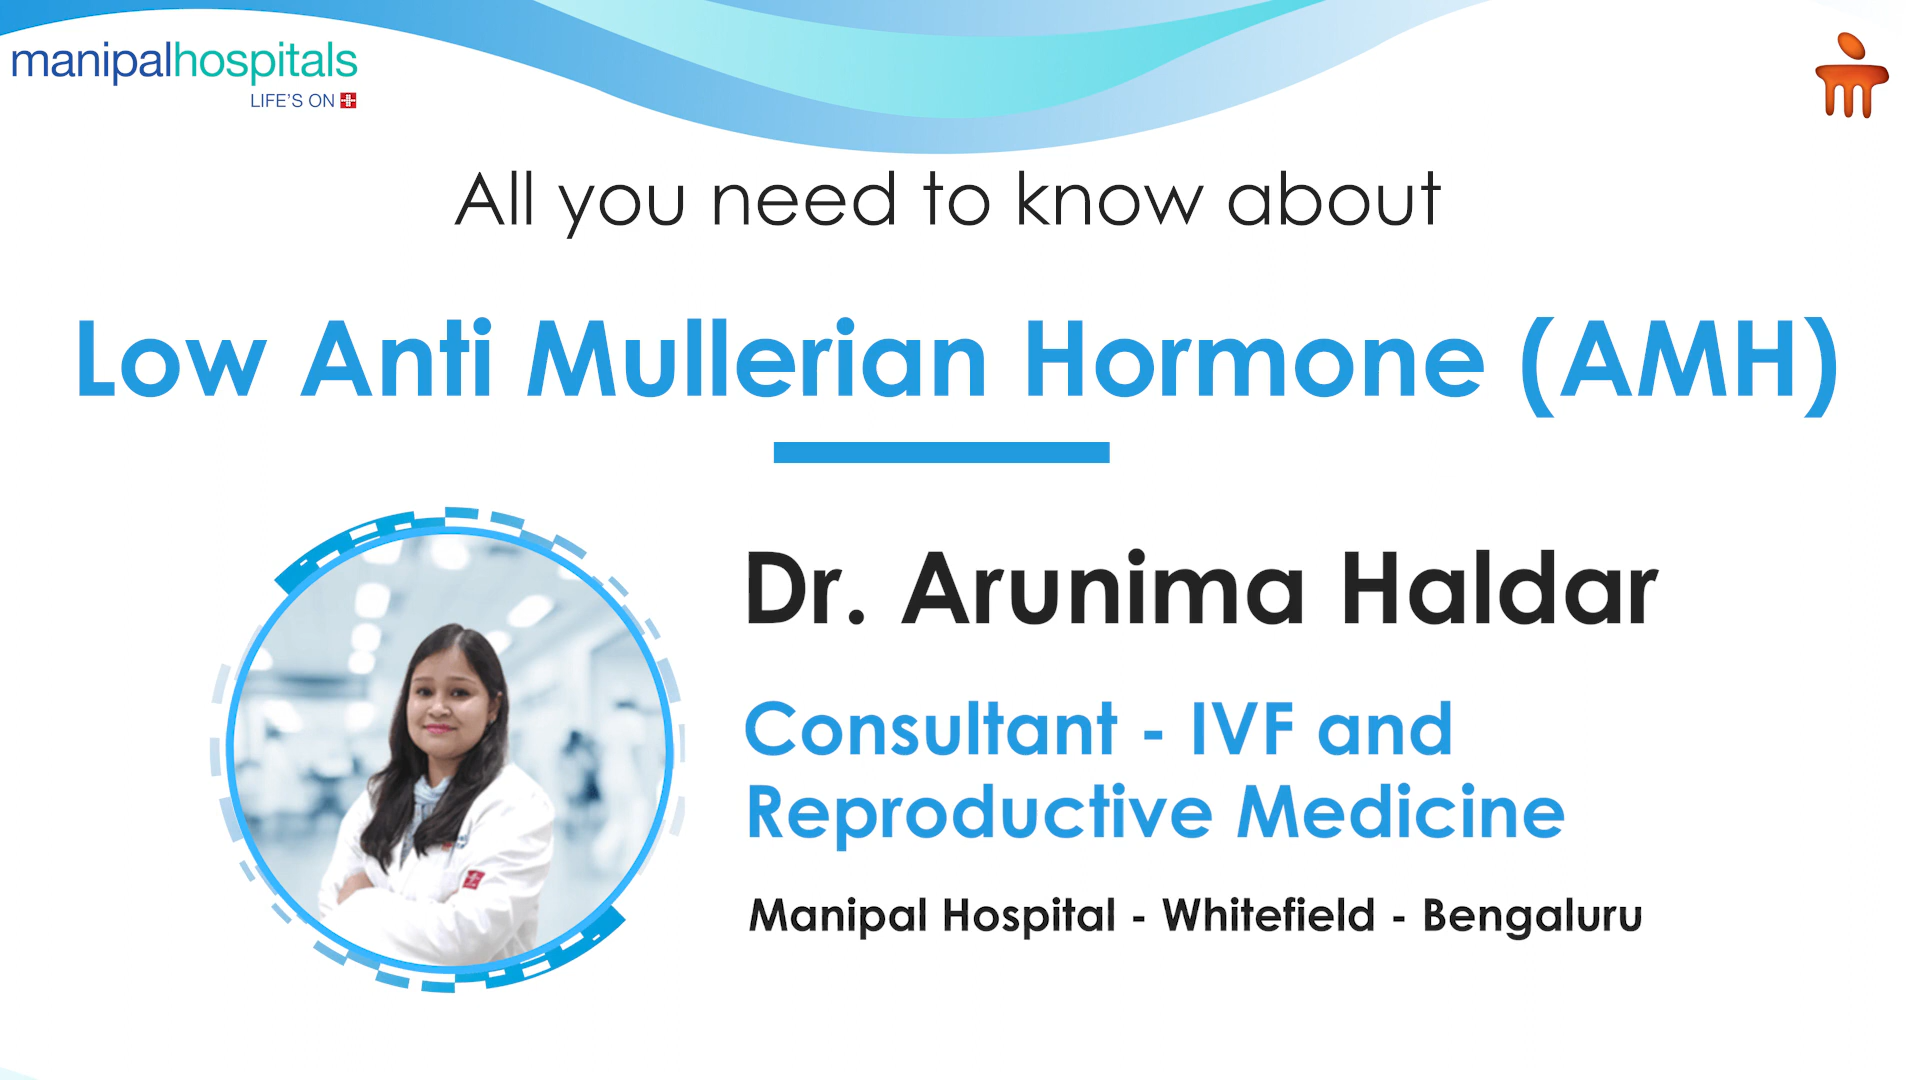 manipalhospitals
LIFE'S ON
All you need to know about
Low Anti Mullerian Hormone (AMH)
Dr. Arunima Haldar
Consultant - IVF and
Reproductive Medicine
Manipal Hospital - Whitefield - Bengaluru